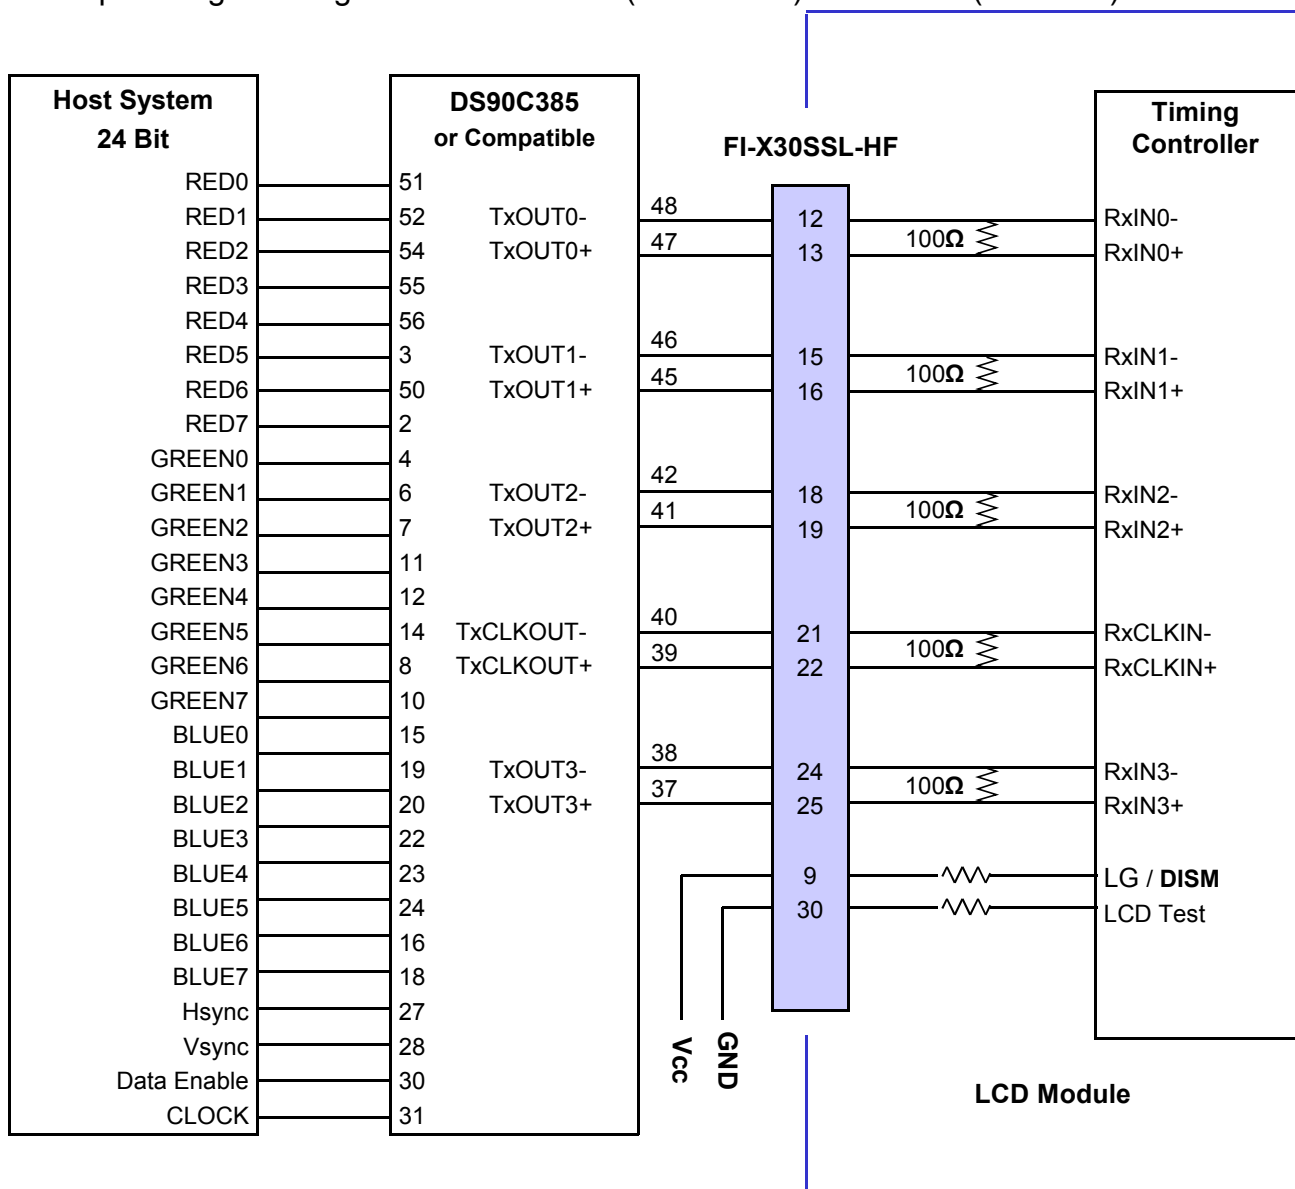 Host System
24 Bit
RED0
RED1
RED2
RED3
RED4
RED5
RED6
RED7
GREEN0
GREEN1
GREEN2
GREEN3
GREEN4
GREEN5
GREEN6
GREEN7
BLUE0
BLUE1
BLUE2
BLUE3
BLUE4
BLUE5
BLUE6
BLUE7
Hsync
Vsync
Data Enable
CLOCK
DS90C385
or Compatible
51
52 TxOUT0-
54 TxOUT0+
55
56
3 TxOUT1-
50 TxOUT1+
2
4
6 TxOUT2-
7 TxOUT2+
11
12
14 TxCLKOUT-
8 TxCLKOUT+
10
15
19 TxOUT3-
20 TxOUT3+
22
23
24
16
18
27
28
30
31
48
47
46
45
42
41
40
39
38
37
Vcc
GND
FI-X30SSL-HF
12
13
15
16
18
19
21
22
24
25
9
30
100Ω
100Ω
100Ω
100Ω
100Ω
Timing
Controller
RxIN0-
RxIN0+
RxIN1-
RxIN1+
RxIN2-
RxIN2+
RxCLKIN-
RxCLKIN+
RxIN3-
RxIN3+
LG / DISM
LCD Test
LCD Module